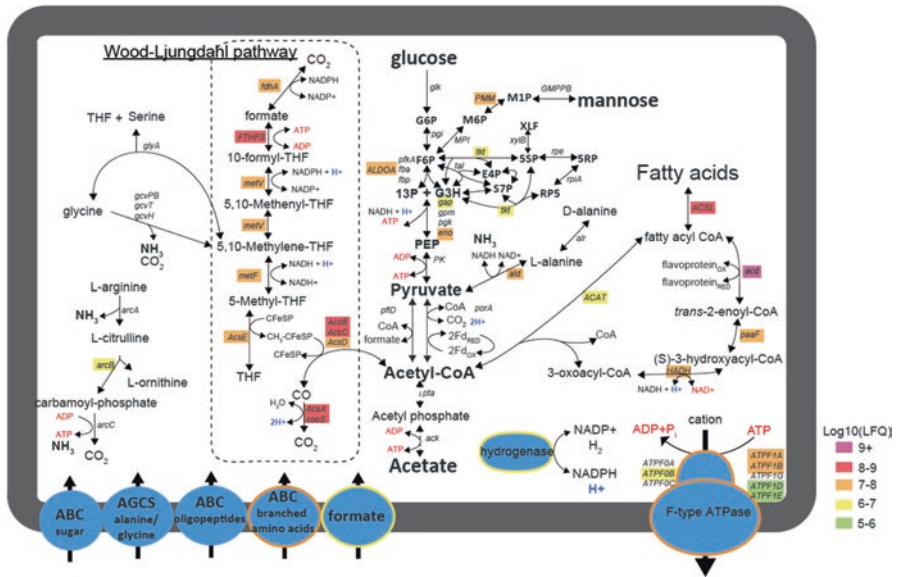 Wood-Ljungdahl pathway
CO2
fdhA
NADPH
NADP+
formate
FTHFS
ATP
ADP
10-formyl-THF
metV
NADPH + H+
NADP+
5,10-Methenyl-THF
metV
5,10-Methylene-THF
metF
NADH + H+
NADH+
5-Methyl-THF
AcsE
CFeSP
CH3-CFeSP
CFeSP
AcsB
AcsC
AcsD
THF
CO
H2O
2H+
AcsA
cooS
CO2
THF + Serine
glyA
glycine
gcvPB
gcvT
gcvH
NH3
CO2
L-arginine
arcA
NH3
L-citrulline
arcB
L-ornithine
carbamoyl-phosphate
ADP
ATP
arcC
NH3
CO2
glucose
glk
G6P
pgi
PMM
M1P
GMPPB
mannose
M6P
MPI
XLF
xylB
ALDOA
pfkA
fba
fbp
F6P
tal
tkt
5SP
rpe
5RP
E4P
S7P
RP5
rpiA
tkt
13P + G3H
gap
gpm
pgk
eno
NADH + H+
ATP
PEP
ADP
ATP
PK
NH3
NADH NAD+
ald
D-alanine
alr
L-alanine
Pyruvate
pflD
CoA
formate
CoA
porA
CO2 2H+
2FdRED
2FdOX
Acetyl-CoA
pta
Acetyl phosphate
ADP
ATP
ack
Acetate
ACAT
CoA
3-oxoacyl-CoA
Fatty acids
ACSL
fatty acyl CoA
flavoproteinOX
flavoproteinRED
acd
trans-2-enoyl-CoA
paaF
(S)-3-hydroxyacyl-CoA
HADH
NADH + H+
NAD+
hydrogenase
NADP+
H2
NADPH
H+
cation
ADP+Pi
ATP
ATPF0A
ATPF0B
ATPF0C
ATPF1A
ATPF1B
ATPF1G
ATPF1D
ATPF1E
F-type ATPase
ABC
sugar
AGCS
alanine/
glycine
ABC
oligopeptides
ABC
branched
amino acids
formate
Log10(LFQ)
9+
8-9
7-8
6-7
5-6